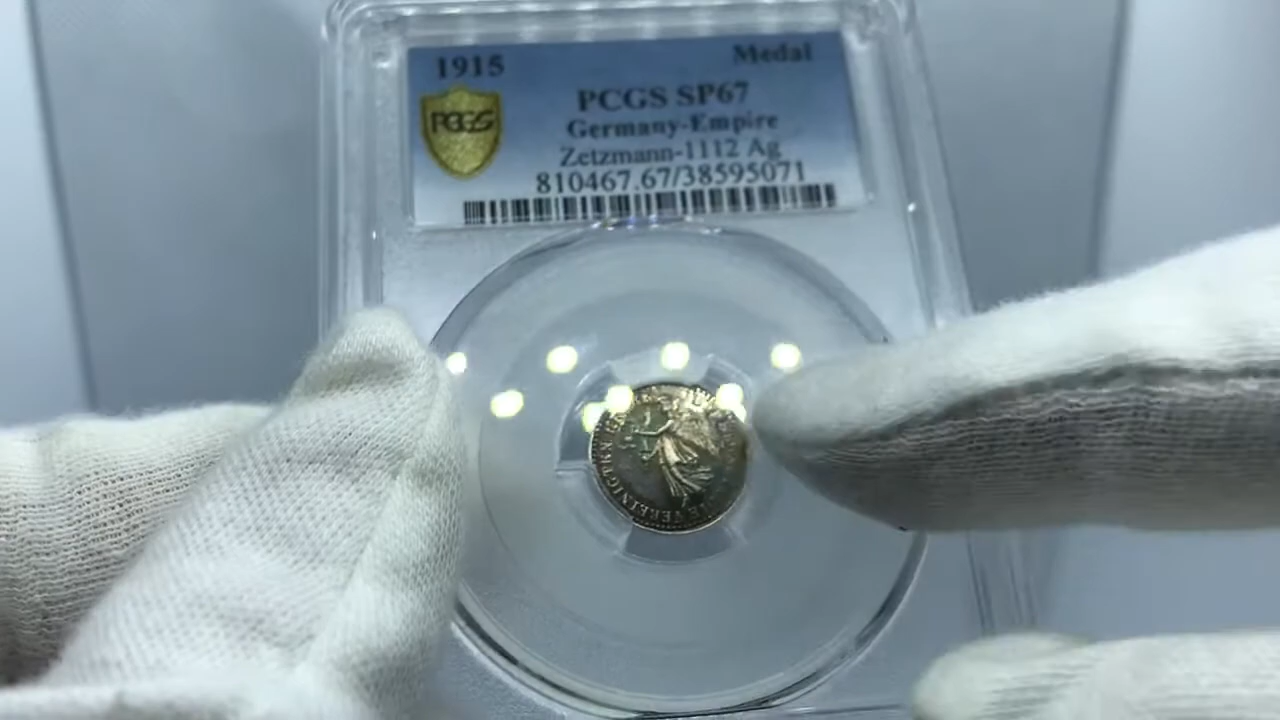 1915 Medal
PCGS
PCGS SP67
Germany-Empire
Zetzmann-1112 Ag
810467.67/38595071